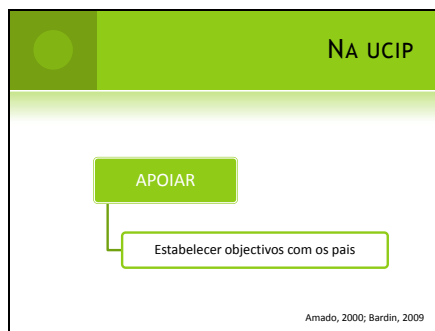 NA UCIP
APOIAR
Estabelecer objectivos com os pais
Amado, 2000; Bardin, 2009